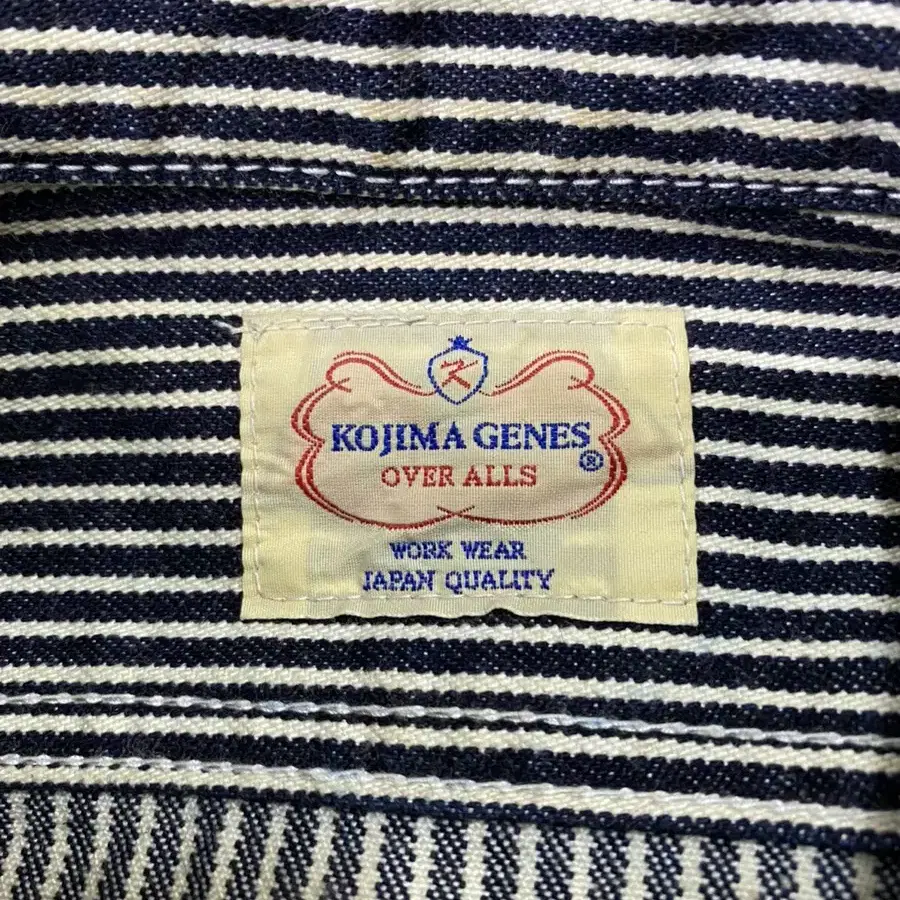 K
KOJIMA GENES
®
OVER ALLS
WORK WEAR
JAPAN QUALITY